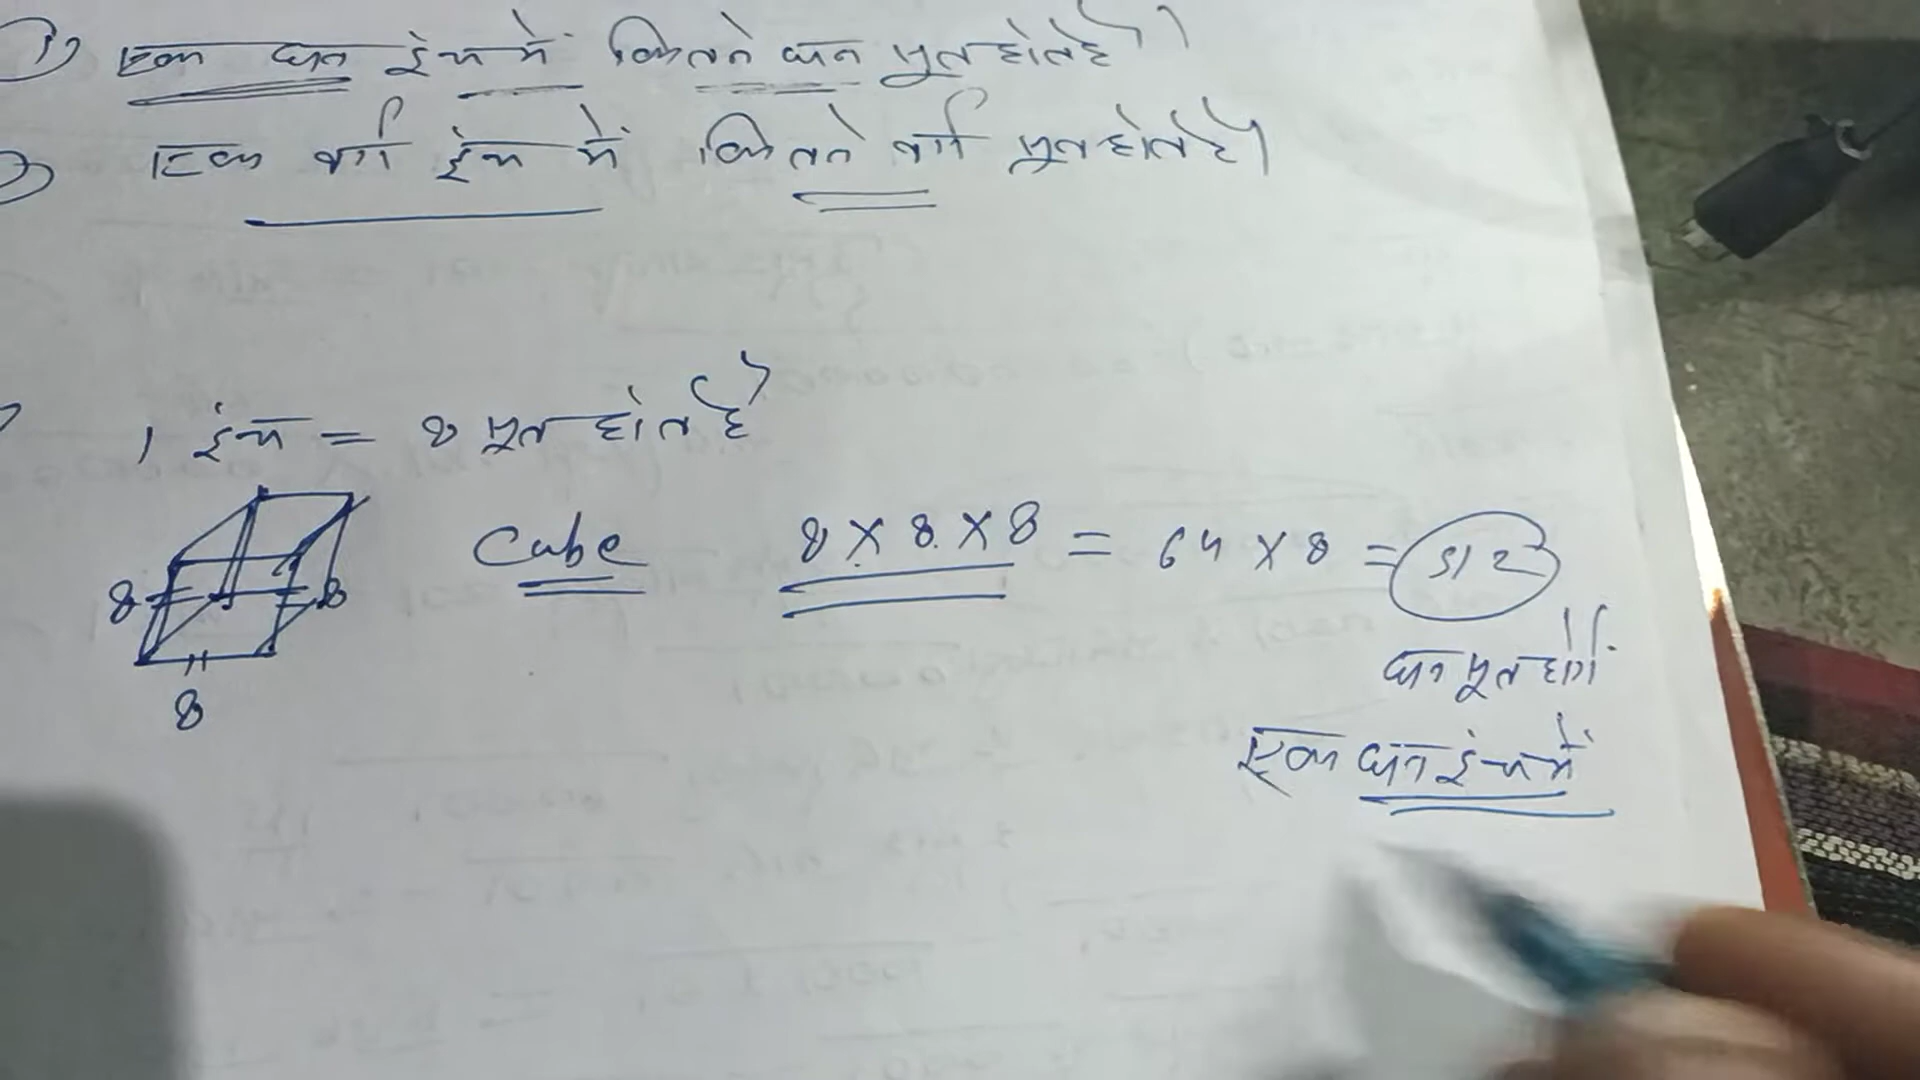 1) एक घन इंच में कितने घन सूत होते है?
2) एक वर्ग इंच में कितने वर्ग सूत होते है।
1 इंच = 8 सूत होते है
Cube 8 × 8 × 8 = 64 × 8 = 512
8 8
8
घन सूत होंगे
एक घन इंच में